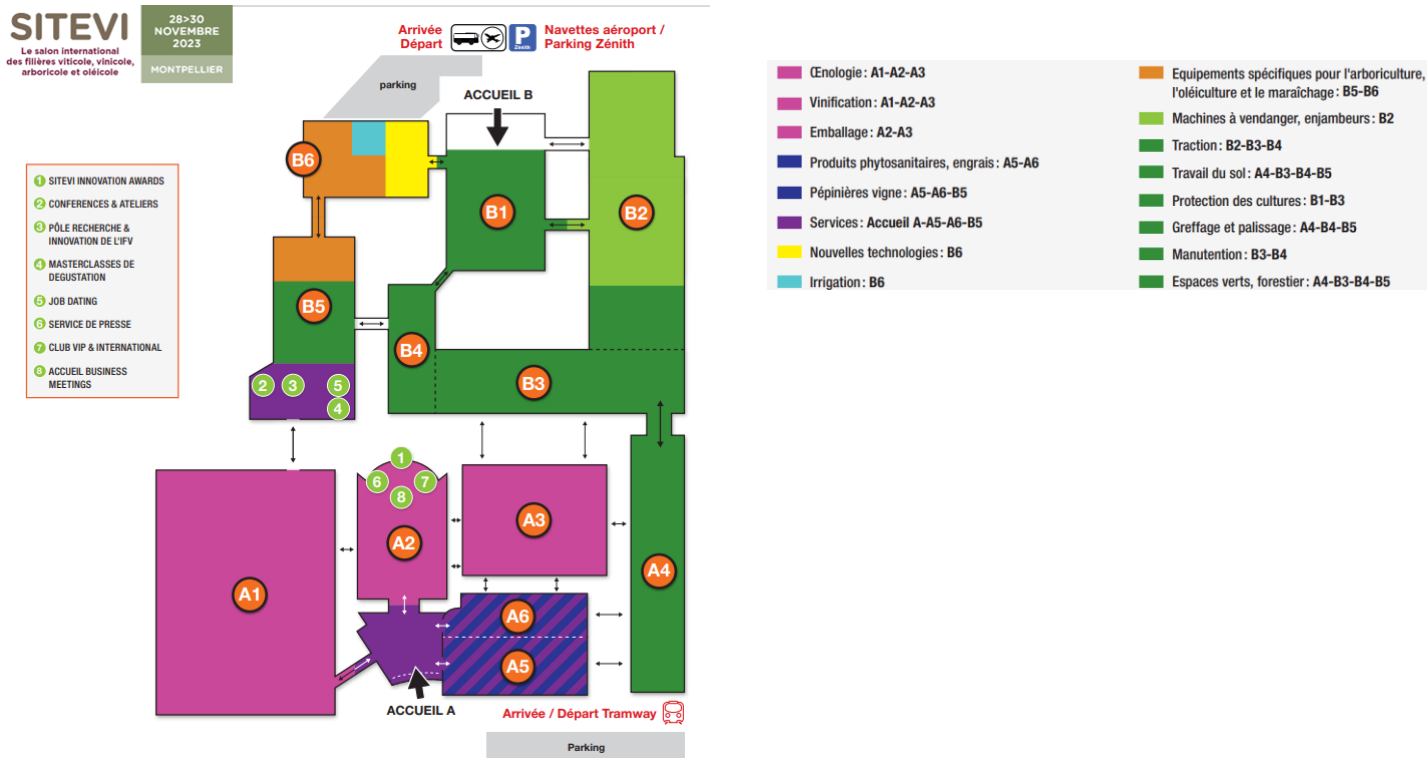 SITEVI
Le salon international
des filières viticole, vinicole,
arboricole et oléicole
28>30
NOVEMBRE
2023
MONTPELLIER
Arrivée
Départ
P
Zénith
Navettes aéroport /
Parking Zénith
parking
ACCUEIL B
B6
B1
B2
B5
B4
B3
1 SITEVI INNOVATION AWARDS
2 CONFERENCES & ATELIERS
3 PÔLE RECHERCHE &
INNOVATION DE L'IFV
4 MASTERCLASSES DE
DEGUSTATION
5 JOB DATING
6 SERVICE DE PRESSE
7 CLUB VIP & INTERNATIONAL
8 ACCUEIL BUSINESS
MEETINGS
2
3
5
4
1
6
7
8
A3
A2
A4
A1
A6
A5
ACCUEIL A
Arrivée / Départ Tramway
Parking
Œnologie : A1-A2-A3
Vinification : A1-A2-A3
Emballage : A2-A3
Produits phytosanitaires, engrais : A5-A6
Pépinières vigne : A5-A6-B5
Services : Accueil A-A5-A6-B5
Nouvelles technologies : B6
Irrigation : B6
Equipements spécifiques pour l'arboriculture,
l'oléiculture et le maraîchage : B5-B6
Machines à vendanger, enjambeurs : B2
Traction : B2-B3-B4
Travail du sol : A4-B3-B4-B5
Protection des cultures : B1-B3
Greffage et palissage : A4-B4-B5
Manutention : B3-B4
Espaces verts, forestier : A4-B3-B4-B5